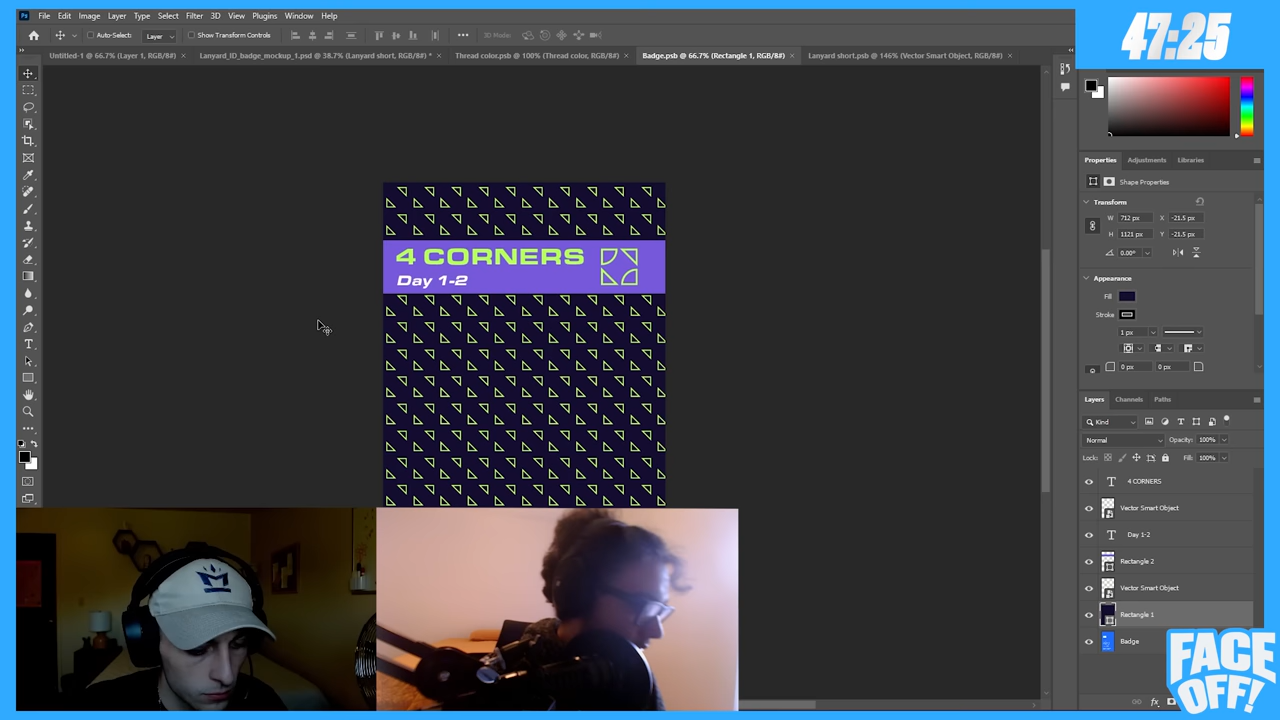 Ps File Edit Image Layer Type Select Filter 3D View Plugins Window Help
47:25
Auto-Select: Layer Show Transform Controls 3D Mode:
Untitled-1 @ 66.7% (Layer 1, RGB/8#) Lanyard_ID_badge_mockup_1.psd @ 38.7% (Lanyard short, RGB/8#) * Thread color.psb @ 100% (Thread color, RGB/8#) Badge.psb @ 66.7% (Rectangle 1, RGB/8#) Lanyard short.psb @ 146% (Vector Smart Object, RGB/8#)
4 CORNERS
Day 1-2
Properties Adjustments Libraries
Shape Properties
Transform
W 712 px X -21.5 px
H 1121 px Y -21.5 px
0.00°
Appearance
Fill
Stroke
1 px
0 px 0 px
Layers Channels Paths
Kind
Normal Opacity: 100%
Lock: Fill: 100%
T 4 CORNERS
Vector Smart Object
T Day 1-2
Rectangle 2
Vector Smart Object
Rectangle 1
Badge
fx
FACE
OFF!